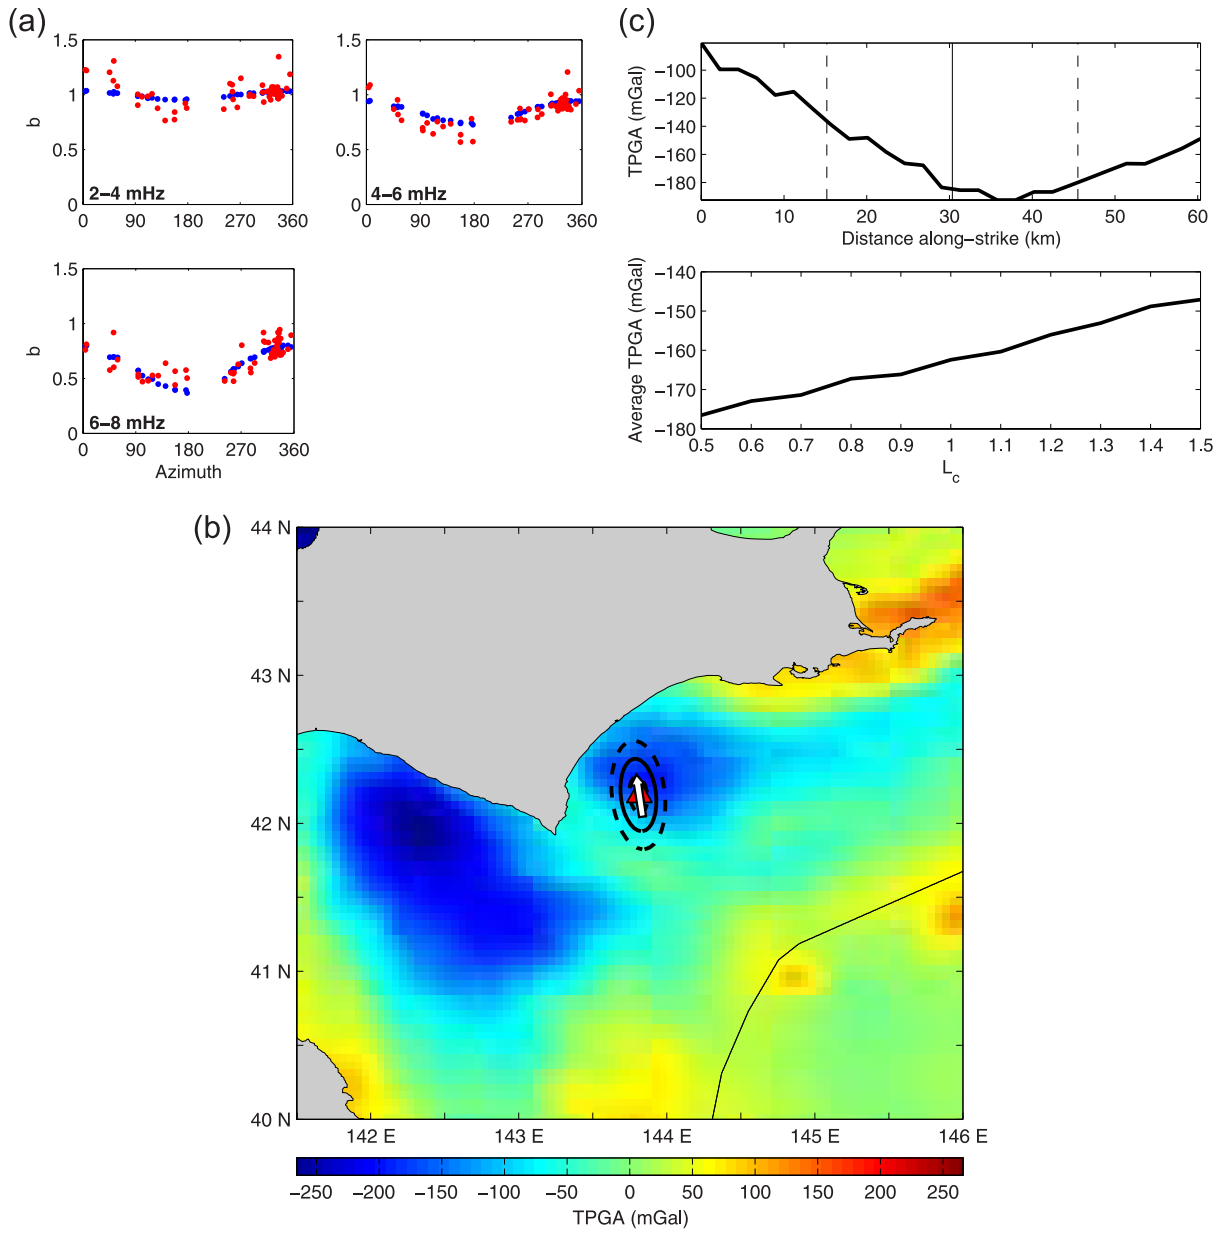 (a)
1.5
1
0.5
0
b
2–4 mHz
0 90 180 270 360
1.5
1
0.5
0
4–6 mHz
0 90 180 270 360
1.5
1
0.5
0
b
6–8 mHz
0 90 180 270 360
Azimuth
(c)
−100
−120
−140
−160
−180
TPGA (mGal)
0 10 20 30 40 50 60
Distance along−strike (km)
−140
−150
−160
−170
−180
Average TPGA (mGal)
0.5 0.6 0.7 0.8 0.9 1 1.1 1.2 1.3 1.4 1.5
Lc
(b)
44 N
43 N
42 N
41 N
40 N
142 E 143 E 144 E 145 E 146 E
−250 −200 −150 −100 −50 0 50 100 150 200 250
TPGA (mGal)